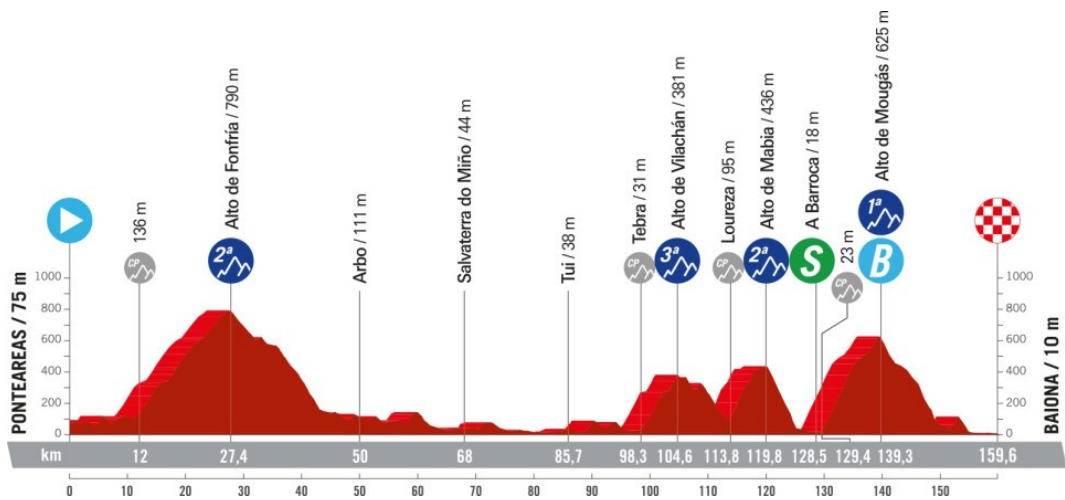 PONTEAREAS / 75 m
CP
136 m
2ª
Alto de Fonfría / 790 m
Arbo / 111 m
Salvaterra do Miño / 44 m
Tui / 38 m
CP
Tebra / 31 m
3ª
Alto de Vilachán / 381 m
CP
Loureza / 95 m
2ª
Alto de Mabia / 436 m
S
A Barroca / 18 m
CP
23 m
1ª
B
Alto de Mougás / 625 m
BAIONA / 10 m
1000
800
600
400
200
0
1000
800
600
400
200
0
km 12 27,4 50 68 85,7 98,3 104,6 113,8 119,8 128,5 129,4 139,3 159,6
0 10 20 30 40 50 60 70 80 90 100 110 120 130 140 150